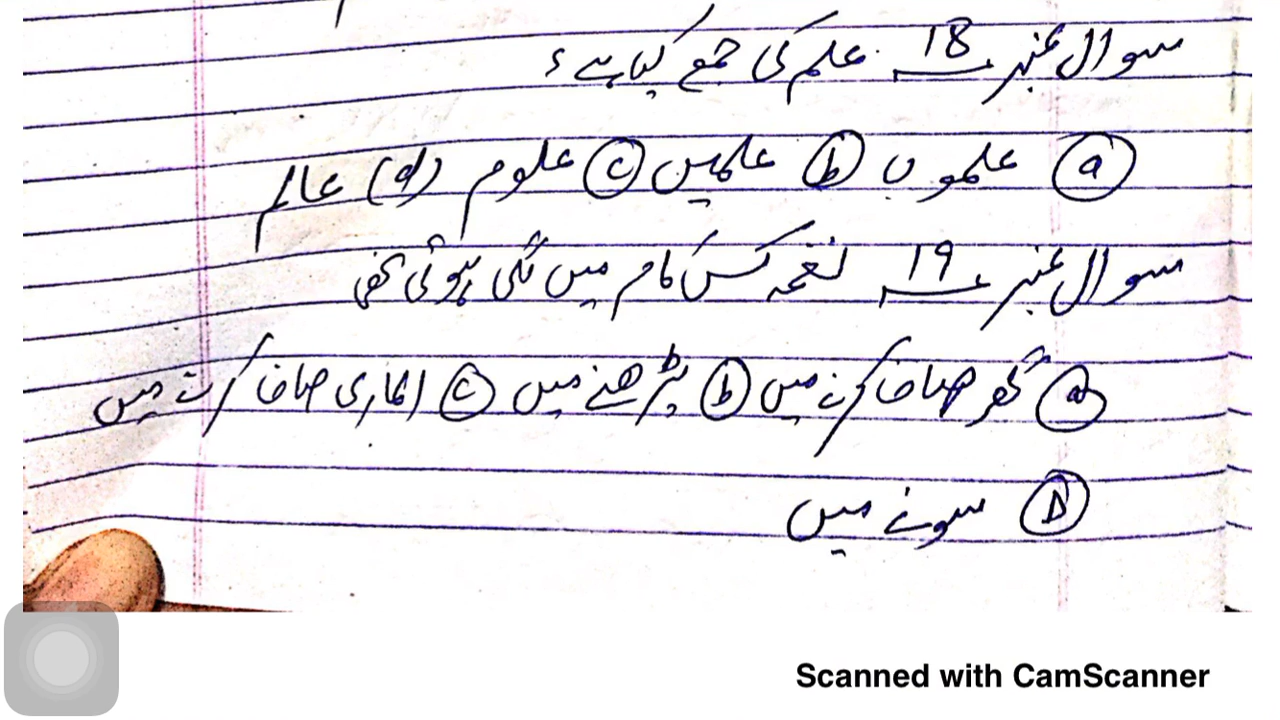 سوال نمبر 18 علم کی جمع کیا ہے ؟
(a) علموں (b) علمیں (c) علوم (d) عالم
سوال نمبر 19 نغمہ کس کام میں لگی ہوئی تھی
(a) گھر صاف کرنے میں (b) پڑھنے میں (c) الماری صاف کرنے میں
(D) سونے میں
Scanned with CamScanner